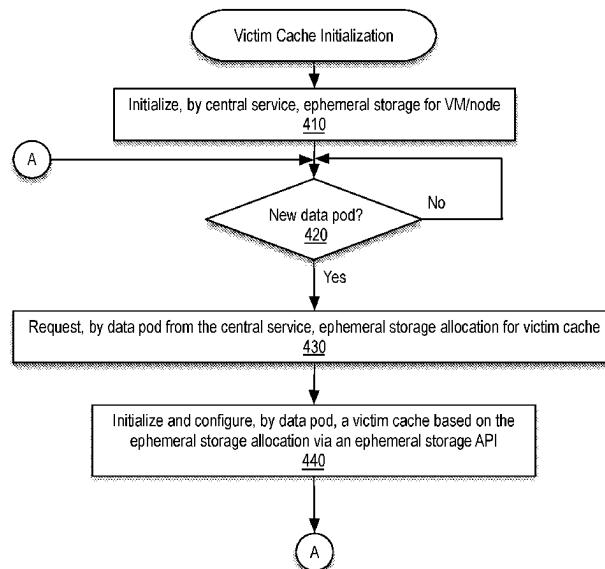 Victim Cache Initialization
Initialize, by central service, ephemeral storage for VM/node
410
A
No
New data pod?
420
Yes
Request, by data pod from the central service, ephemeral storage allocation for victim cache
430
Initialize and configure, by data pod, a victim cache based on the
ephemeral storage allocation via an ephemeral storage API
440
A